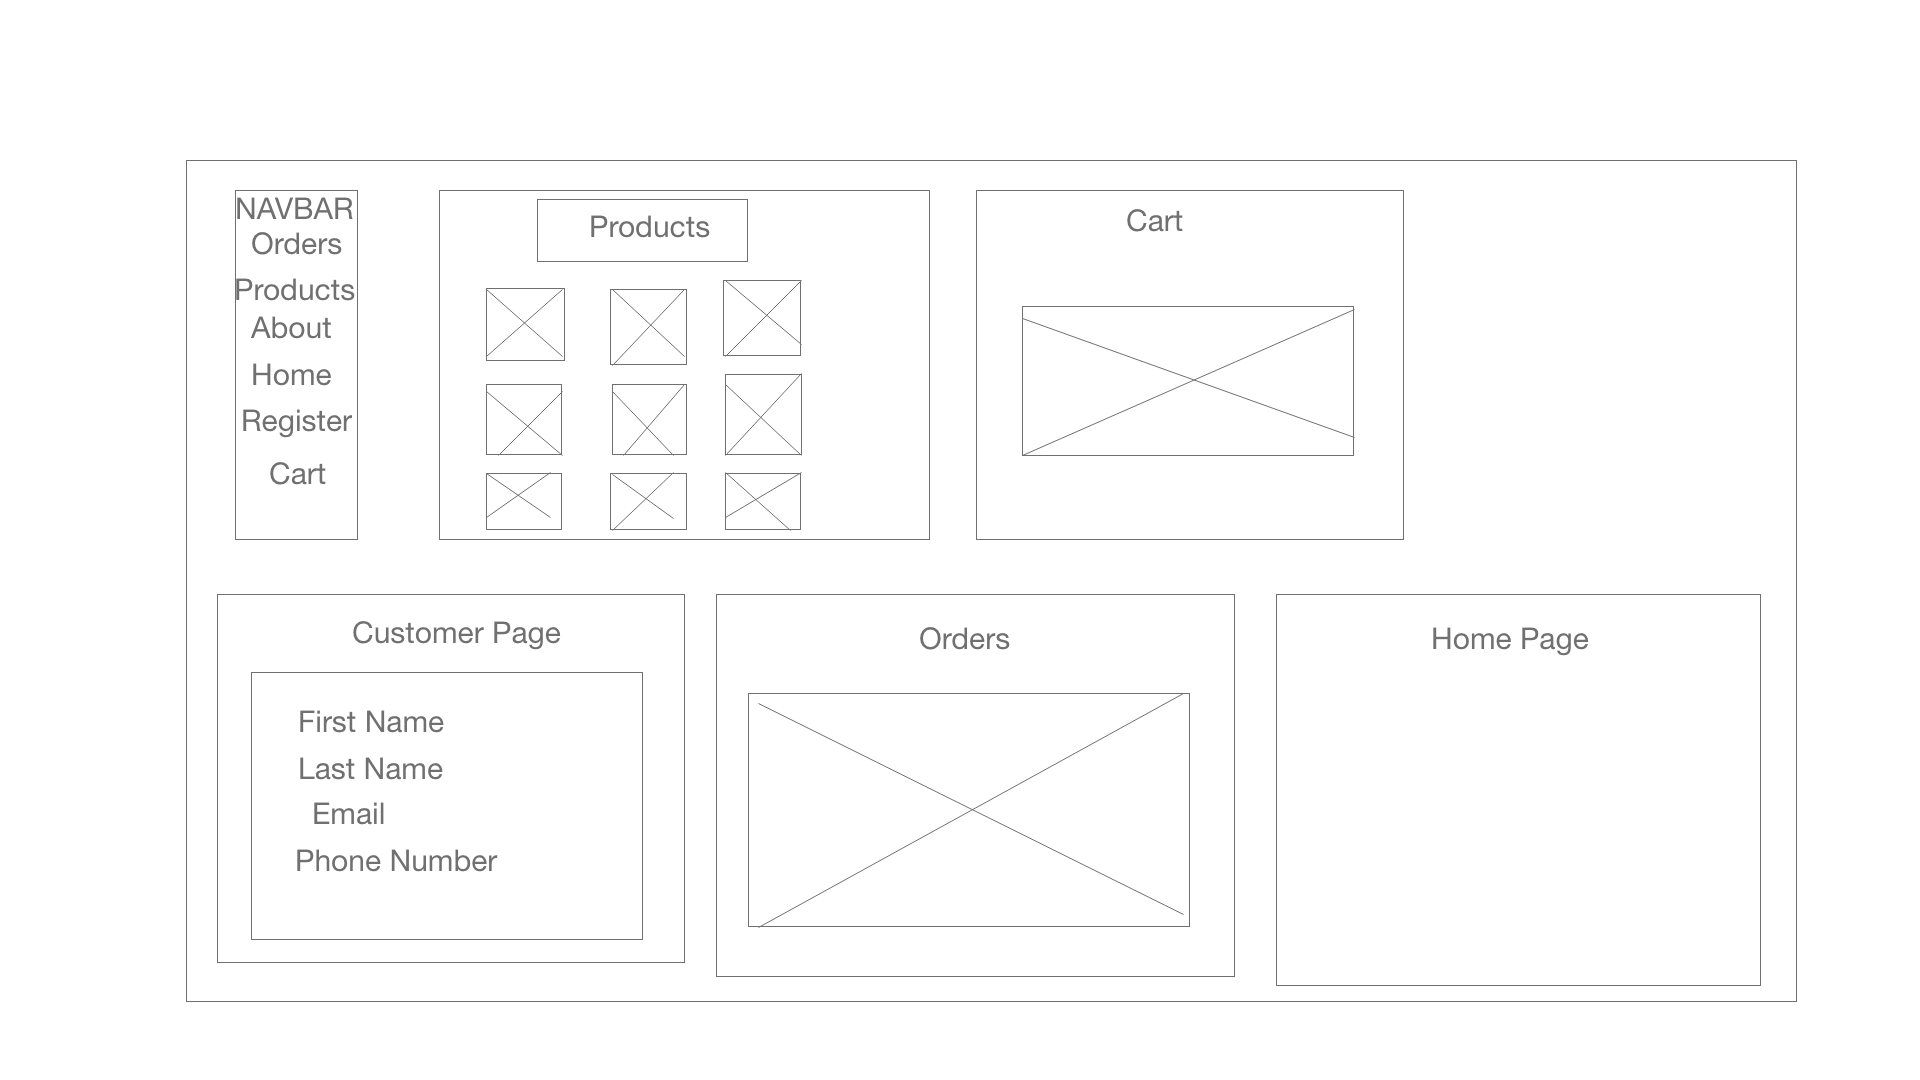 NAVBAR
Orders
Products
About
Home
Register
Cart
Products
Cart
Customer Page
First Name
Last Name
Email
Phone Number
Orders
Home Page